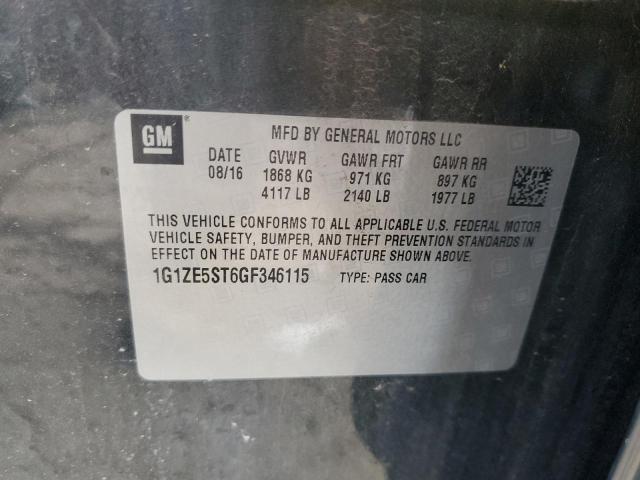 GM
MFD BY GENERAL MOTORS LLC
DATE GVWR GAWR FRT GAWR RR
08/16 1868 KG 971 KG 897 KG
4117 LB 2140 LB 1977 LB
THIS VEHICLE CONFORMS TO ALL APPLICABLE U.S. FEDERAL MOTOR
VEHICLE SAFETY, BUMPER, AND THEFT PREVENTION STANDARDS IN
EFFECT ON THE DATE OF MANUFACTURE SHOWN ABOVE.
1G1ZE5ST6GF346115 TYPE: PASS CAR